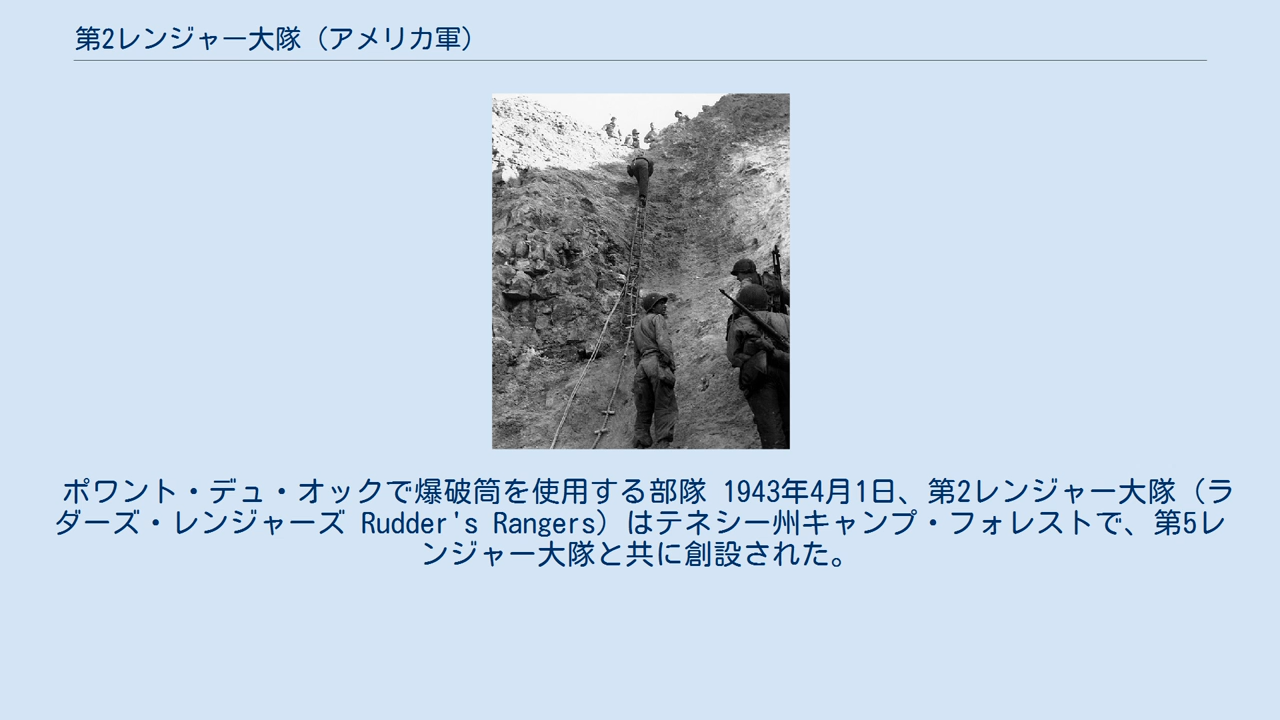 第2レンジャー大隊（アメリカ軍）
ポワント・デュ・オックで爆破筒を使用する部隊 1943年4月1日、第2レンジャー大隊（ラ
ダーズ・レンジャーズ Rudder's Rangers）はテネシー州キャンプ・フォレストで、第5レ
ンジャー大隊と共に創設された。